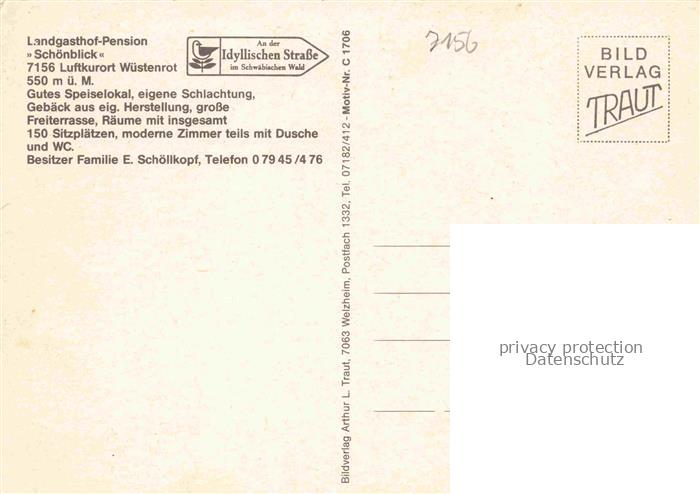 Landgasthof-Pension
»Schönblick«
7156 Luftkurort Wüstenrot
550 m ü. M.
Gutes Speiselokal, eigene Schlachtung,
Gebäck aus eig. Herstellung, große
Freiterrasse, Räume mit insgesamt
150 Sitzplätzen, moderne Zimmer teils mit Dusche
und WC.
Besitzer Familie E. Schöllkopf, Telefon 0 79 45 / 4 76
An der
Idyllischen Straße
im Schwäbischen Wald
Bildverlag Arthur L. Traut, 7063 Welzheim, Postfach 1332, Tel. 07182/412 - Motiv-Nr. C 1706
7156
BILD
VERLAG
TRAUT
privacy protection
Datenschutz